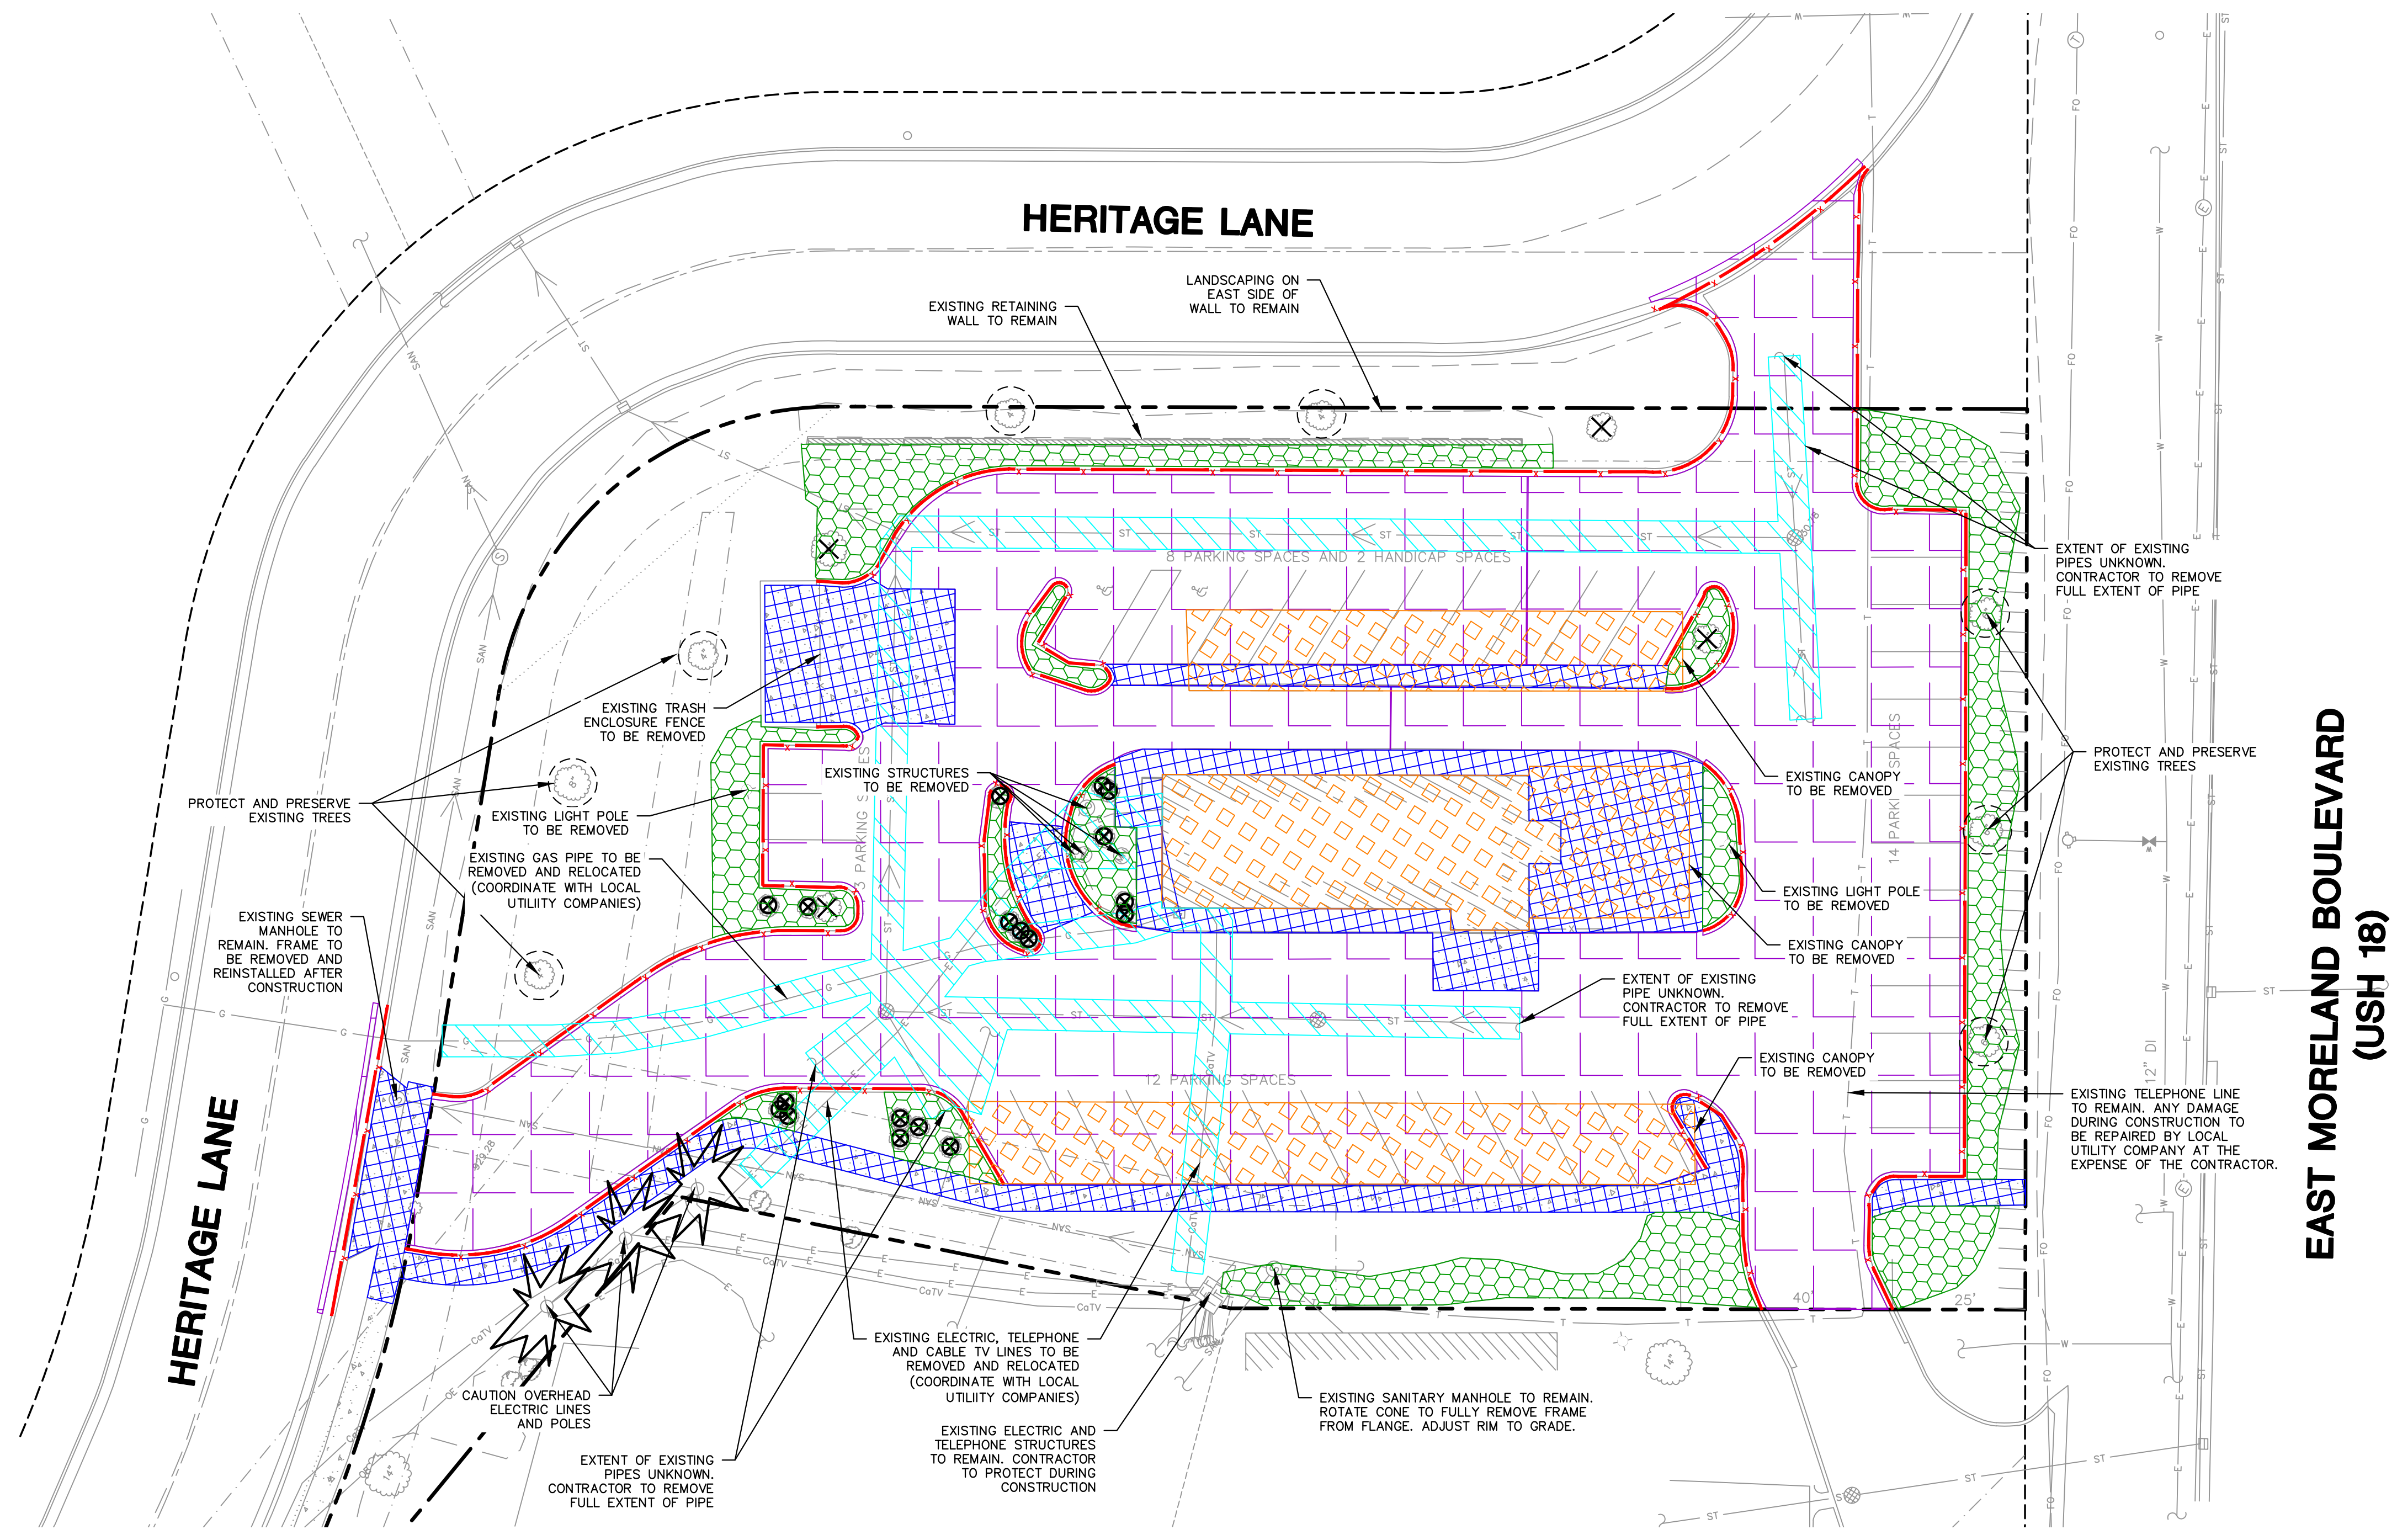 HERITAGE LANE
LANDSCAPING ON
EAST SIDE OF
WALL TO REMAIN
EXISTING RETAINING
WALL TO REMAIN
8 PARKING SPACES AND 2 HANDICAP SPACES
EXTENT OF EXISTING
PIPES UNKNOWN.
CONTRACTOR TO REMOVE
FULL EXTENT OF PIPE
EXISTING TRASH
ENCLOSURE FENCE
TO BE REMOVED
PROTECT AND PRESERVE
EXISTING TREES
EXISTING STRUCTURES
TO BE REMOVED
EXISTING CANOPY
TO BE REMOVED
PROTECT AND PRESERVE
EXISTING TREES
EXISTING LIGHT POLE
TO BE REMOVED
14 PARKING SPACES
EXISTING GAS PIPE TO BE
REMOVED AND RELOCATED
(COORDINATE WITH LOCAL
UTILIITY COMPANIES)
EXISTING LIGHT POLE
TO BE REMOVED
EXISTING SEWER
MANHOLE TO
REMAIN. FRAME TO
BE REMOVED AND
REINSTALLED AFTER
CONSTRUCTION
EXISTING CANOPY
TO BE REMOVED
EXTENT OF EXISTING
PIPE UNKNOWN.
CONTRACTOR TO REMOVE
FULL EXTENT OF PIPE
EAST MORELAND BOULEVARD
(USH 18)
EXISTING CANOPY
TO BE REMOVED
12 PARKING SPACES
12" DI
EXISTING TELEPHONE LINE
TO REMAIN. ANY DAMAGE
DURING CONSTRUCTION TO
BE REPAIRED BY LOCAL
UTILITY COMPANY AT THE
EXPENSE OF THE CONTRACTOR.
HERITAGE LANE
929.28
40'
25'
EXISTING ELECTRIC, TELEPHONE
AND CABLE TV LINES TO BE
REMOVED AND RELOCATED
(COORDINATE WITH LOCAL
UTILIITY COMPANIES)
CAUTION OVERHEAD
ELECTRIC LINES
AND POLES
EXISTING SANITARY MANHOLE TO REMAIN.
ROTATE CONE TO FULLY REMOVE FRAME
FROM FLANGE. ADJUST RIM TO GRADE.
EXISTING ELECTRIC AND
TELEPHONE STRUCTURES
TO REMAIN. CONTRACTOR
TO PROTECT DURING
CONSTRUCTION
EXTENT OF EXISTING
PIPES UNKNOWN.
CONTRACTOR TO REMOVE
FULL EXTENT OF PIPE
14"
14"